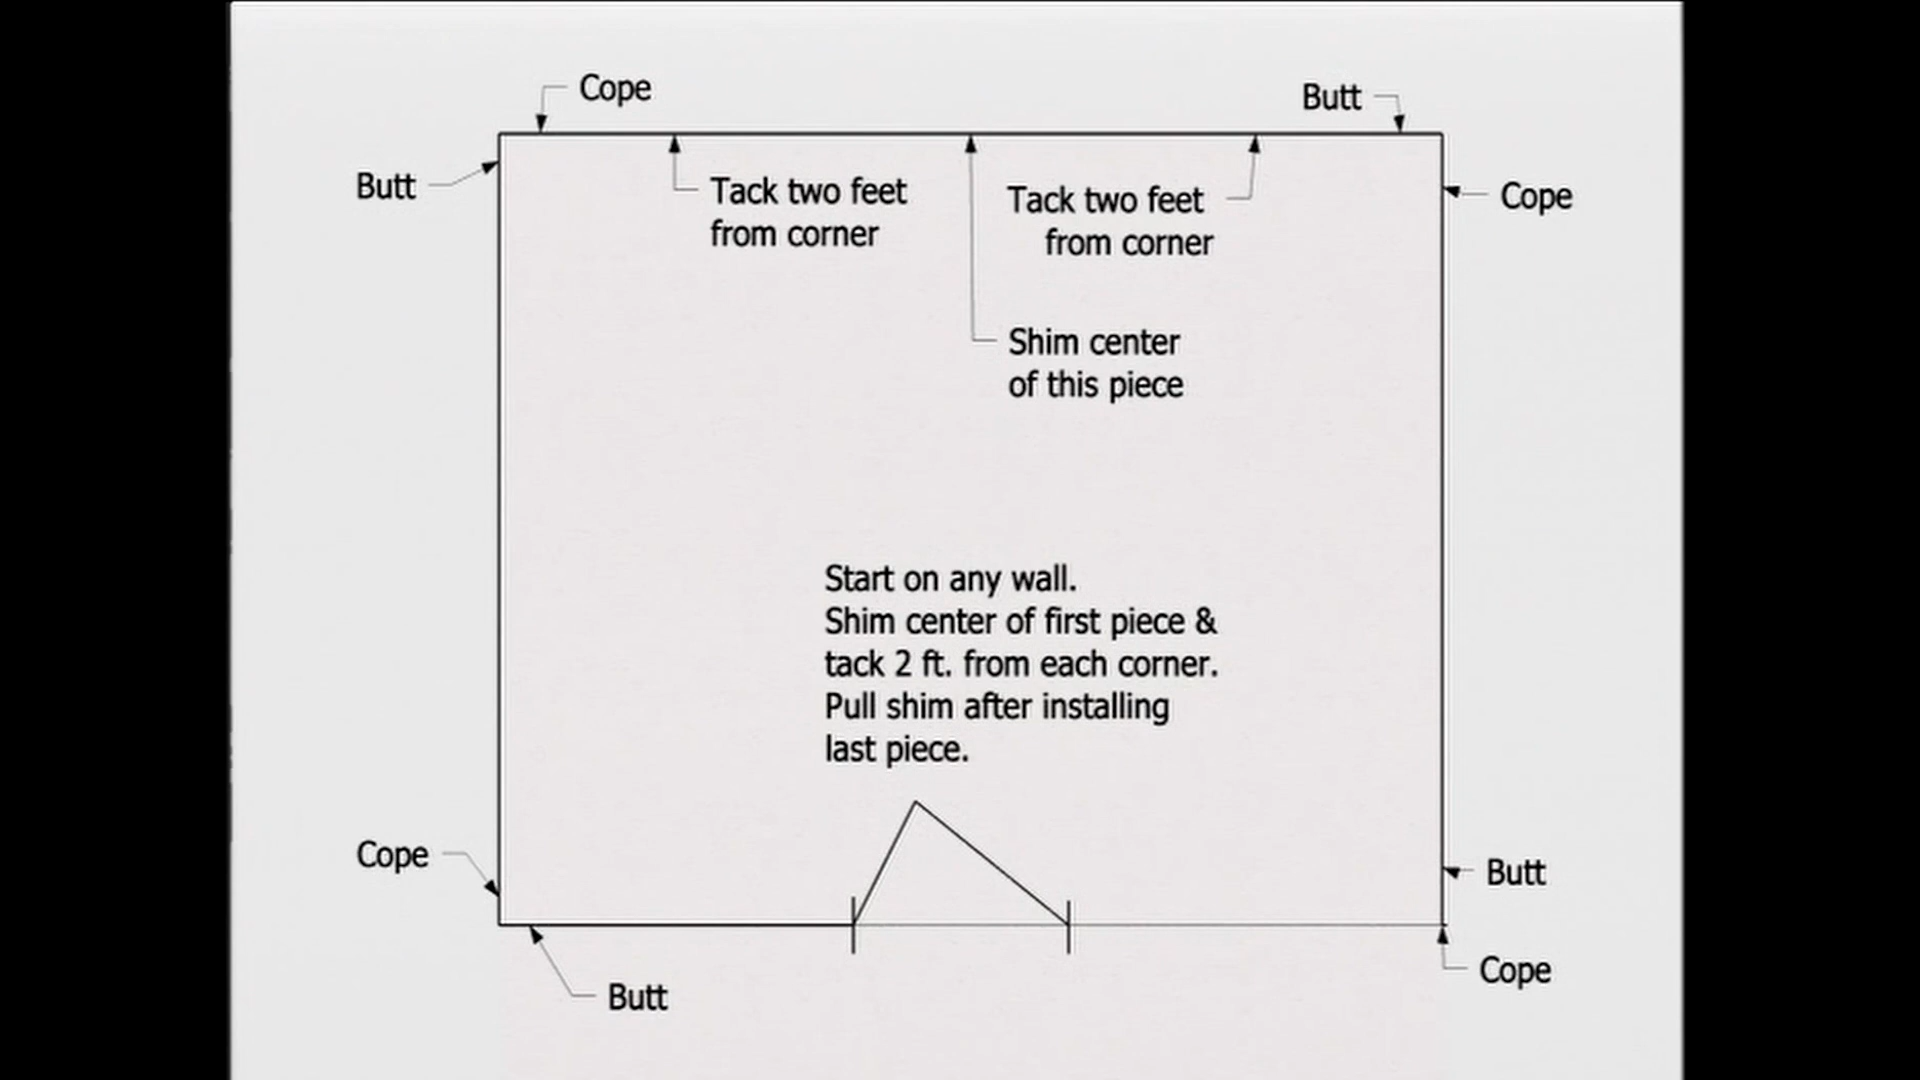 Cope
Butt
Butt
Tack two feet
from corner
Tack two feet
from corner
Cope
Shim center
of this piece
Start on any wall.
Shim center of first piece &
tack 2 ft. from each corner.
Pull shim after installing
last piece.
Cope
Butt
Cope
Butt